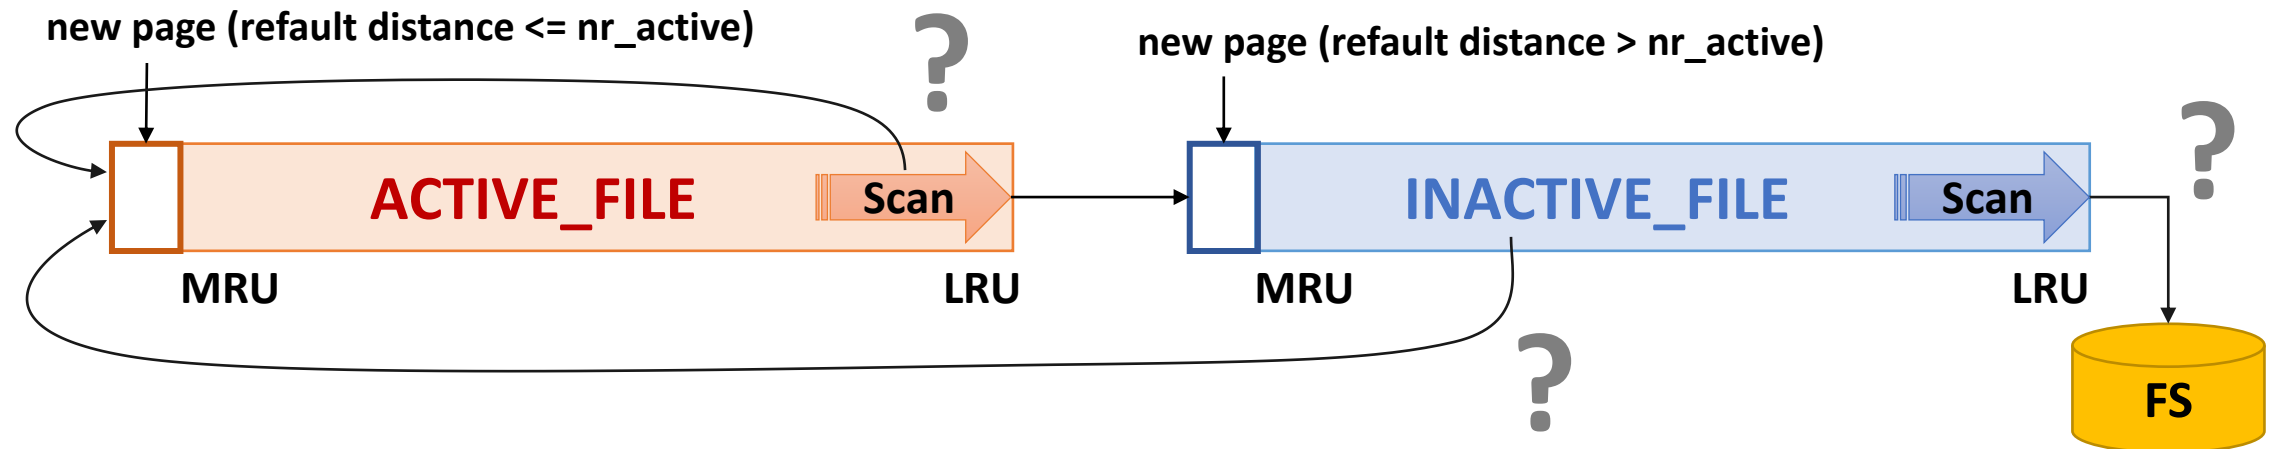 new page (refault distance <= nr_active)
?
new page (refault distance > nr_active)
?
ACTIVE_FILE
Scan
INACTIVE_FILE
Scan
MRU
LRU
MRU
LRU
?
FS